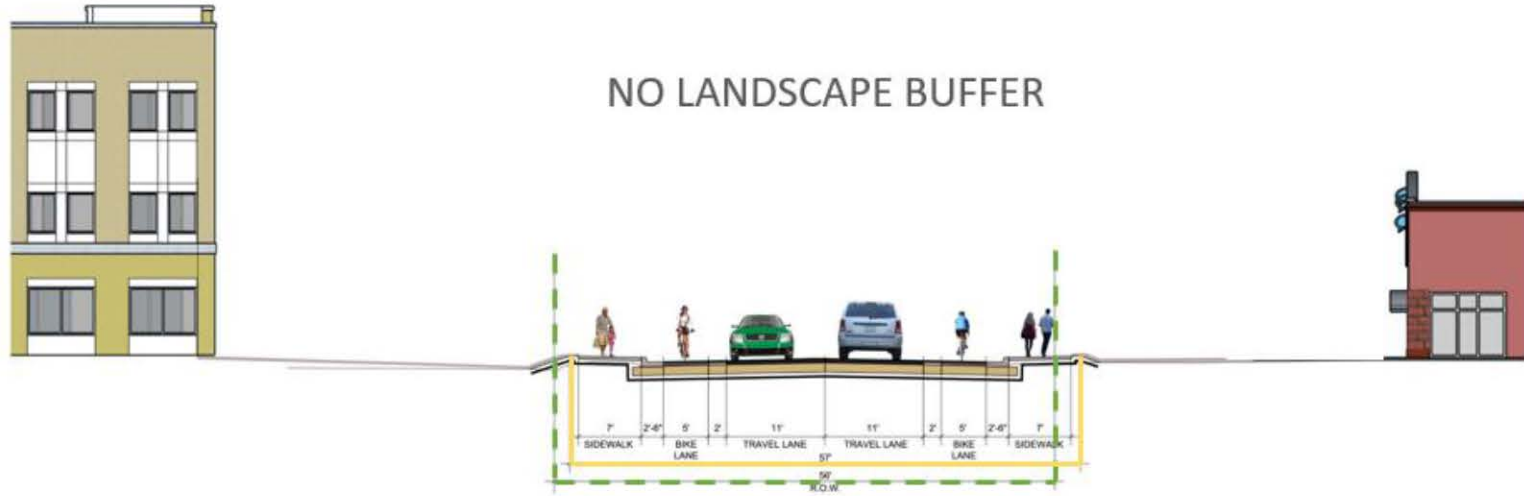 NO LANDSCAPE BUFFER
7' 2'-6" 5' 2' 11' 11' 2' 5' 2'-6" 7'
SIDEWALK BIKE LANE TRAVEL LANE TRAVEL LANE BIKE LANE SIDEWALK
57'
56'
R.O.W.